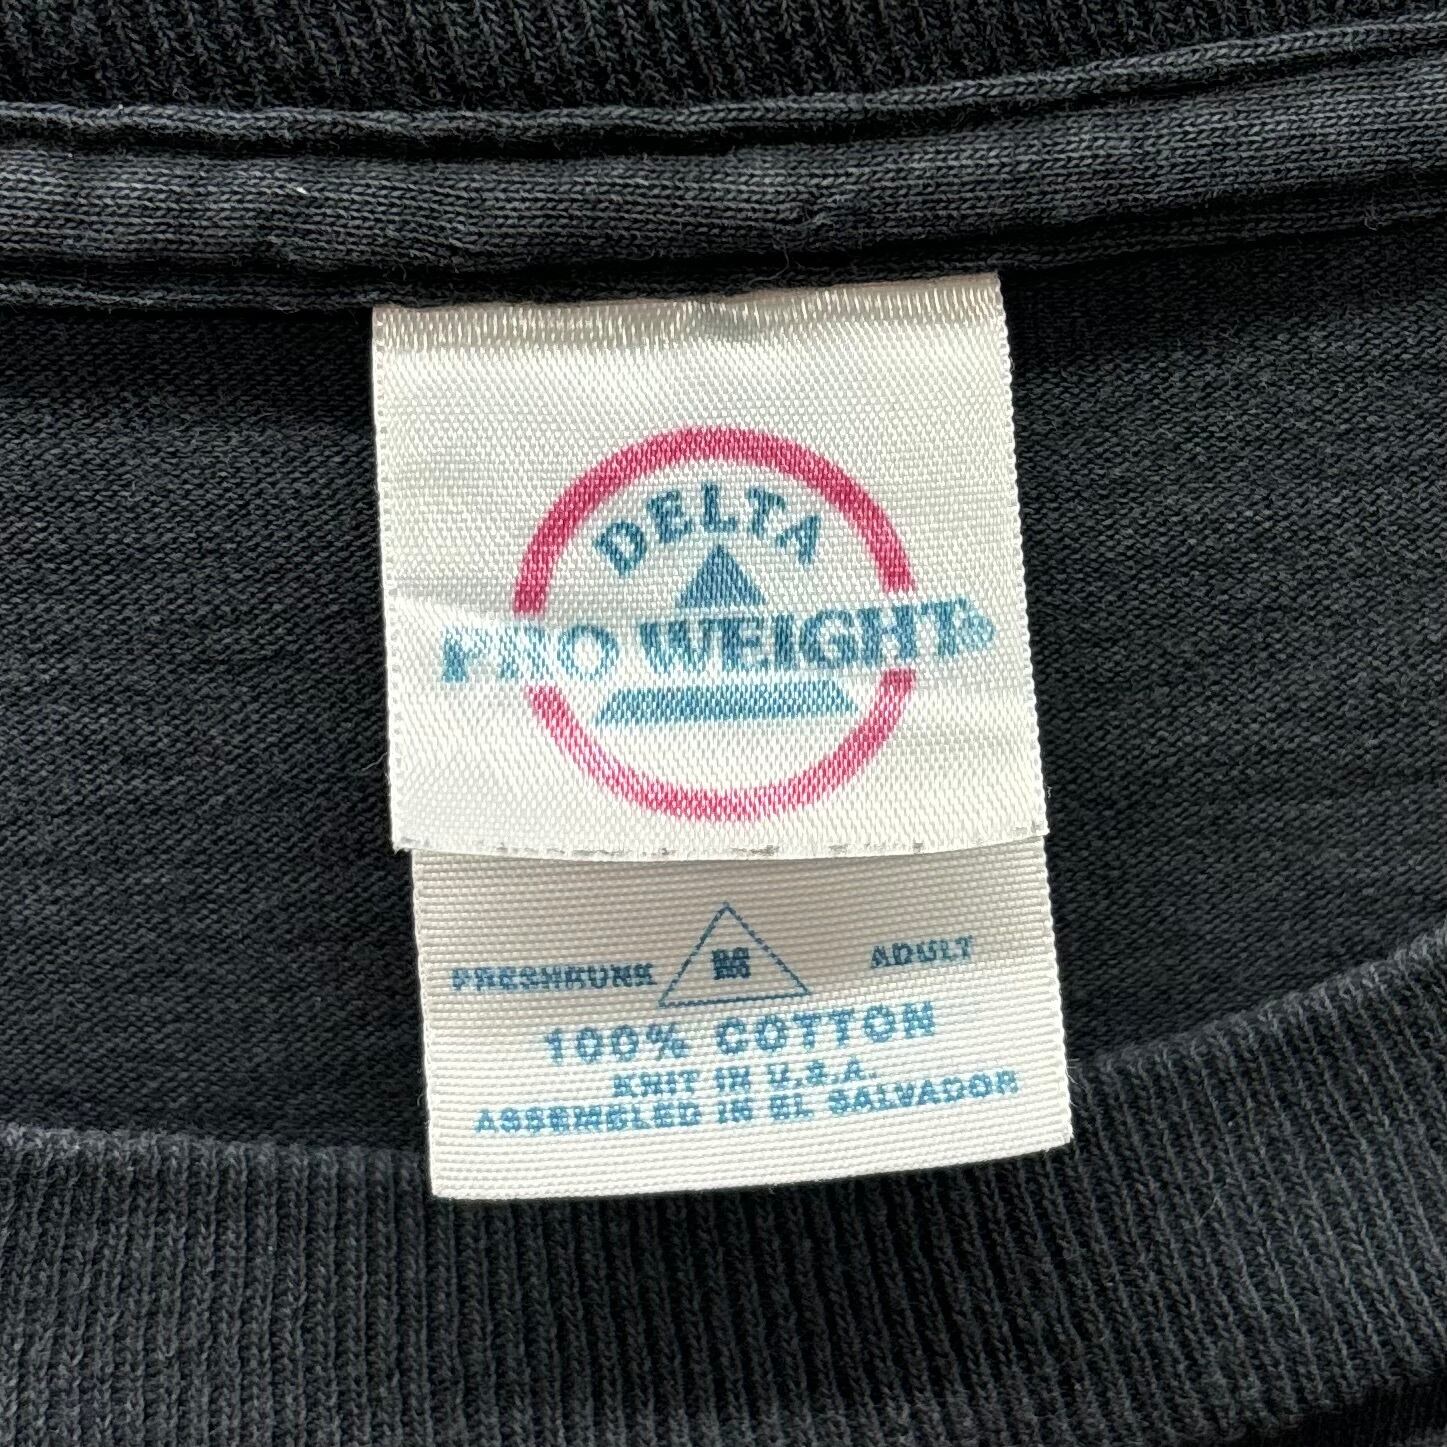 DELTA
PRO WEIGHT®
PRESHRUNK M ADULT
100% COTTON
KNIT IN U.S.A.
ASSEMBLED IN EL SALVADOR